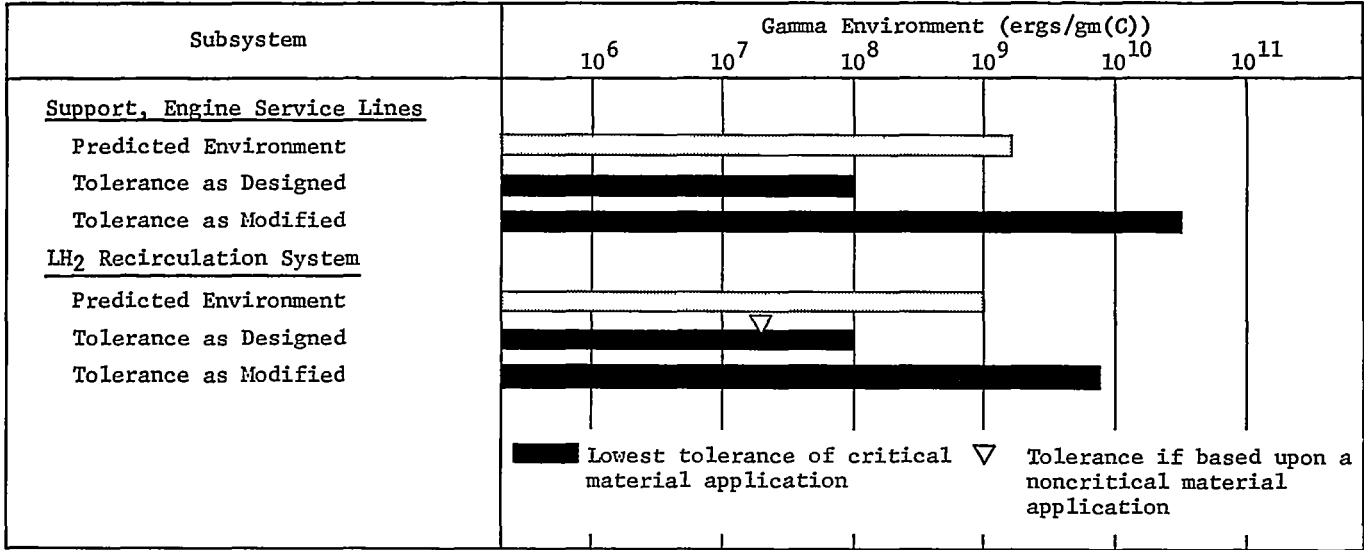 Subsystem
Gamma Environment (ergs/gm(C))
10^6 10^7 10^8 10^9 10^10 10^11
Support, Engine Service Lines
Predicted Environment
Tolerance as Designed
Tolerance as Modified
LH2 Recirculation System
Predicted Environment
Tolerance as Designed
Tolerance as Modified
Lowest tolerance of critical
material application
Tolerance if based upon a
noncritical material
application